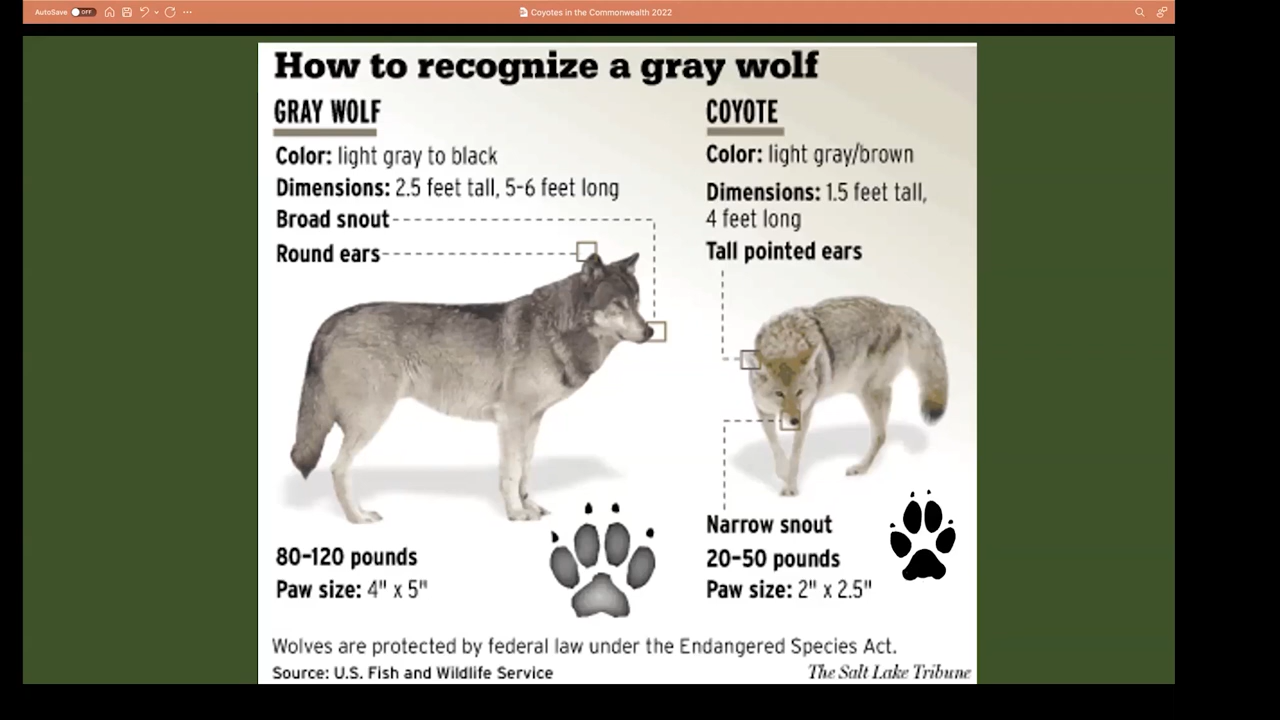 AutoSave OFF
Coyotes in the Commonwealth 2022
How to recognize a gray wolf
GRAY WOLF
Color: light gray to black
Dimensions: 2.5 feet tall, 5-6 feet long
Broad snout
Round ears
80-120 pounds
Paw size: 4" x 5"
COYOTE
Color: light gray/brown
Dimensions: 1.5 feet tall,
4 feet long
Tall pointed ears
Narrow snout
20-50 pounds
Paw size: 2" x 2.5"
Wolves are protected by federal law under the Endangered Species Act.
Source: U.S. Fish and Wildlife Service
The Salt Lake Tribune